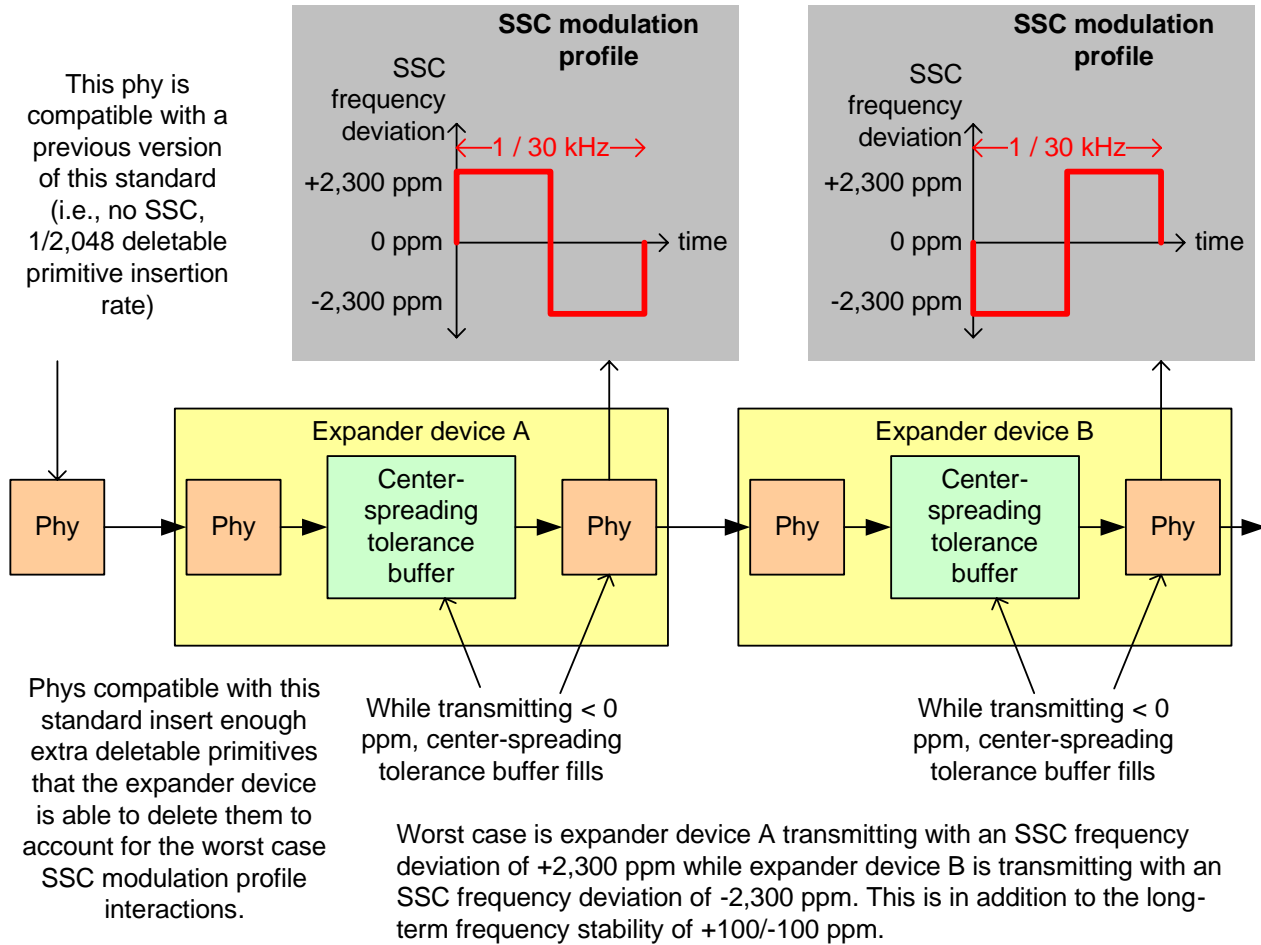 This phy is
compatible with a
previous version
of this standard
(i.e., no SSC,
1/2,048 deletable
primitive insertion
rate)
SSC modulation
profile
SSC
frequency
deviation
1 / 30 kHz
+2,300 ppm
0 ppm
time
-2,300 ppm
SSC modulation
profile
SSC
frequency
deviation
1 / 30 kHz
+2,300 ppm
0 ppm
time
-2,300 ppm
Phy
Expander device A
Phy
Center-
spreading
tolerance
buffer
Phy
Expander device B
Phy
Center-
spreading
tolerance
buffer
Phy
Phys compatible with this
standard insert enough
extra deletable primitives
that the expander device
is able to delete them to
account for the worst case
SSC modulation profile
interactions.
While transmitting < 0
ppm, center-spreading
tolerance buffer fills
While transmitting < 0
ppm, center-spreading
tolerance buffer fills
Worst case is expander device A transmitting with an SSC frequency
deviation of +2,300 ppm while expander device B is transmitting with an
SSC frequency deviation of -2,300 ppm. This is in addition to the long-
term frequency stability of +100/-100 ppm.